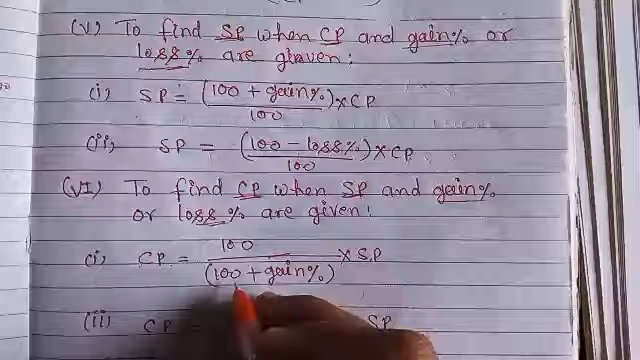 (V) To find SP when CP and gain% or
loss% are given:
(i) SP = (100 + gain%)/100 × CP
(ii) SP = (100 - loss%)/100 × CP
(VI) To find CP when SP and gain%
or loss% are given:
(i) CP = 100/(100 + gain%) × SP
(ii) CP = SP